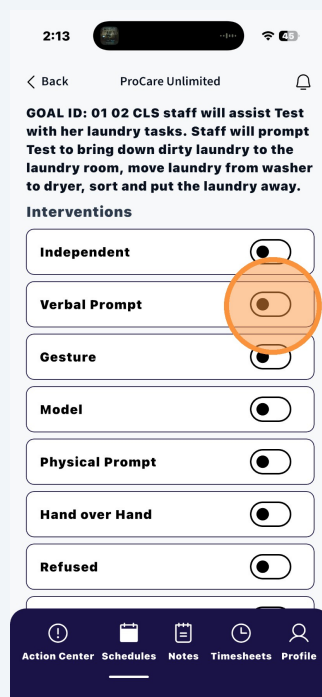 2:13
45
Back
ProCare Unlimited
GOAL ID: 01 02 CLS staff will assist Test
with her laundry tasks. Staff will prompt
Test to bring down dirty laundry to the
laundry room, move laundry from washer
to dryer, sort and put the laundry away.
Interventions
Independent
Verbal Prompt
Gesture
Model
Physical Prompt
Hand over Hand
Refused
Action Center Schedules Notes Timesheets Profile